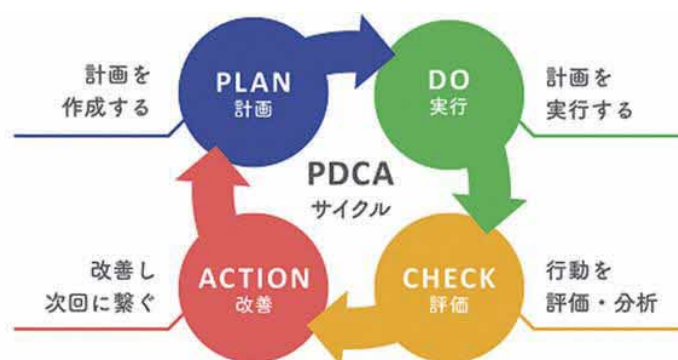 計画を
作成する
PLAN
計画
DO
実行
計画を
実行する
PDCA
サイクル
改善し
次回に繋ぐ
ACTION
改善
CHECK
評価
行動を
評価・分析